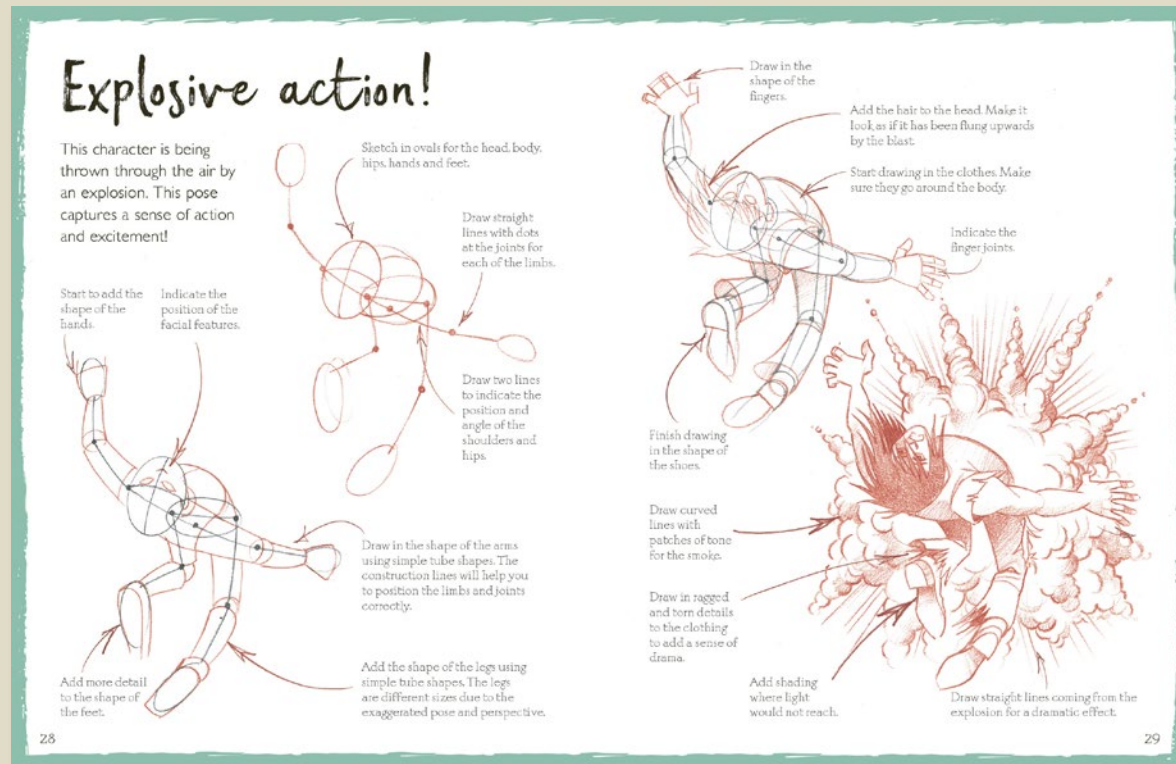 Explosive action!
This character is being
thrown through the air by
an explosion. This pose
captures a sense of action
and excitement!
Sketch in ovals for the head, body,
hips, hands and feet.
Draw straight
lines with dots
at the joints for
each of the limbs.
Draw two lines
to indicate the
position and
angle of the
shoulders and
hips.
Start to add the
shape of the
hands.
Indicate the
position of the
facial features.
Draw in the shape of the arms
using simple tube shapes. The
construction lines will help you
to position the limbs and joints
correctly.
Add the shape of the legs using
simple tube shapes. The legs
are different sizes due to the
exaggerated pose and perspective.
Add more detail
to the shape of
the feet.
28
Draw in the
shape of the
fingers.
Add the hair to the head. Make it
look as if it has been flung upwards
by the blast.
Start drawing in the clothes. Make
sure they go around the body.
Indicate the
finger joints.
Finish drawing
in the shape of
the shoes.
Draw curved
lines with
patches of tone
for the smoke.
Draw in ragged
and torn details
to the clothing
to add a sense of
drama.
Add shading
where light
would not reach.
Draw straight lines coming from the
explosion for a dramatic effect.
29